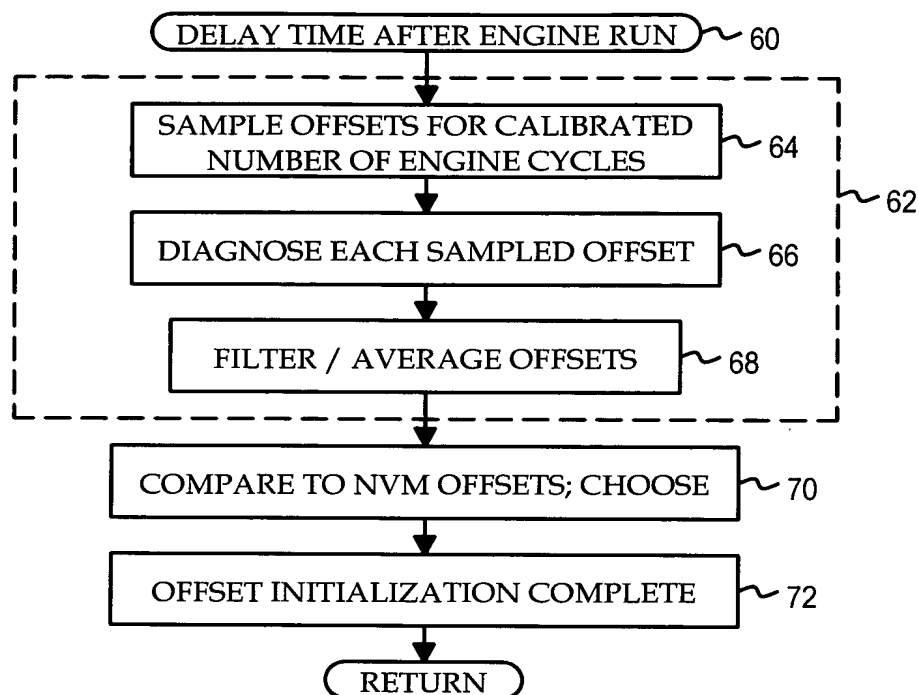 DELAY TIME AFTER ENGINE RUN 60
SAMPLE OFFSETS FOR CALIBRATED
NUMBER OF ENGINE CYCLES
64
62
DIAGNOSE EACH SAMPLED OFFSET 66
FILTER / AVERAGE OFFSETS 68
COMPARE TO NVM OFFSETS; CHOOSE 70
OFFSET INITIALIZATION COMPLETE 72
RETURN